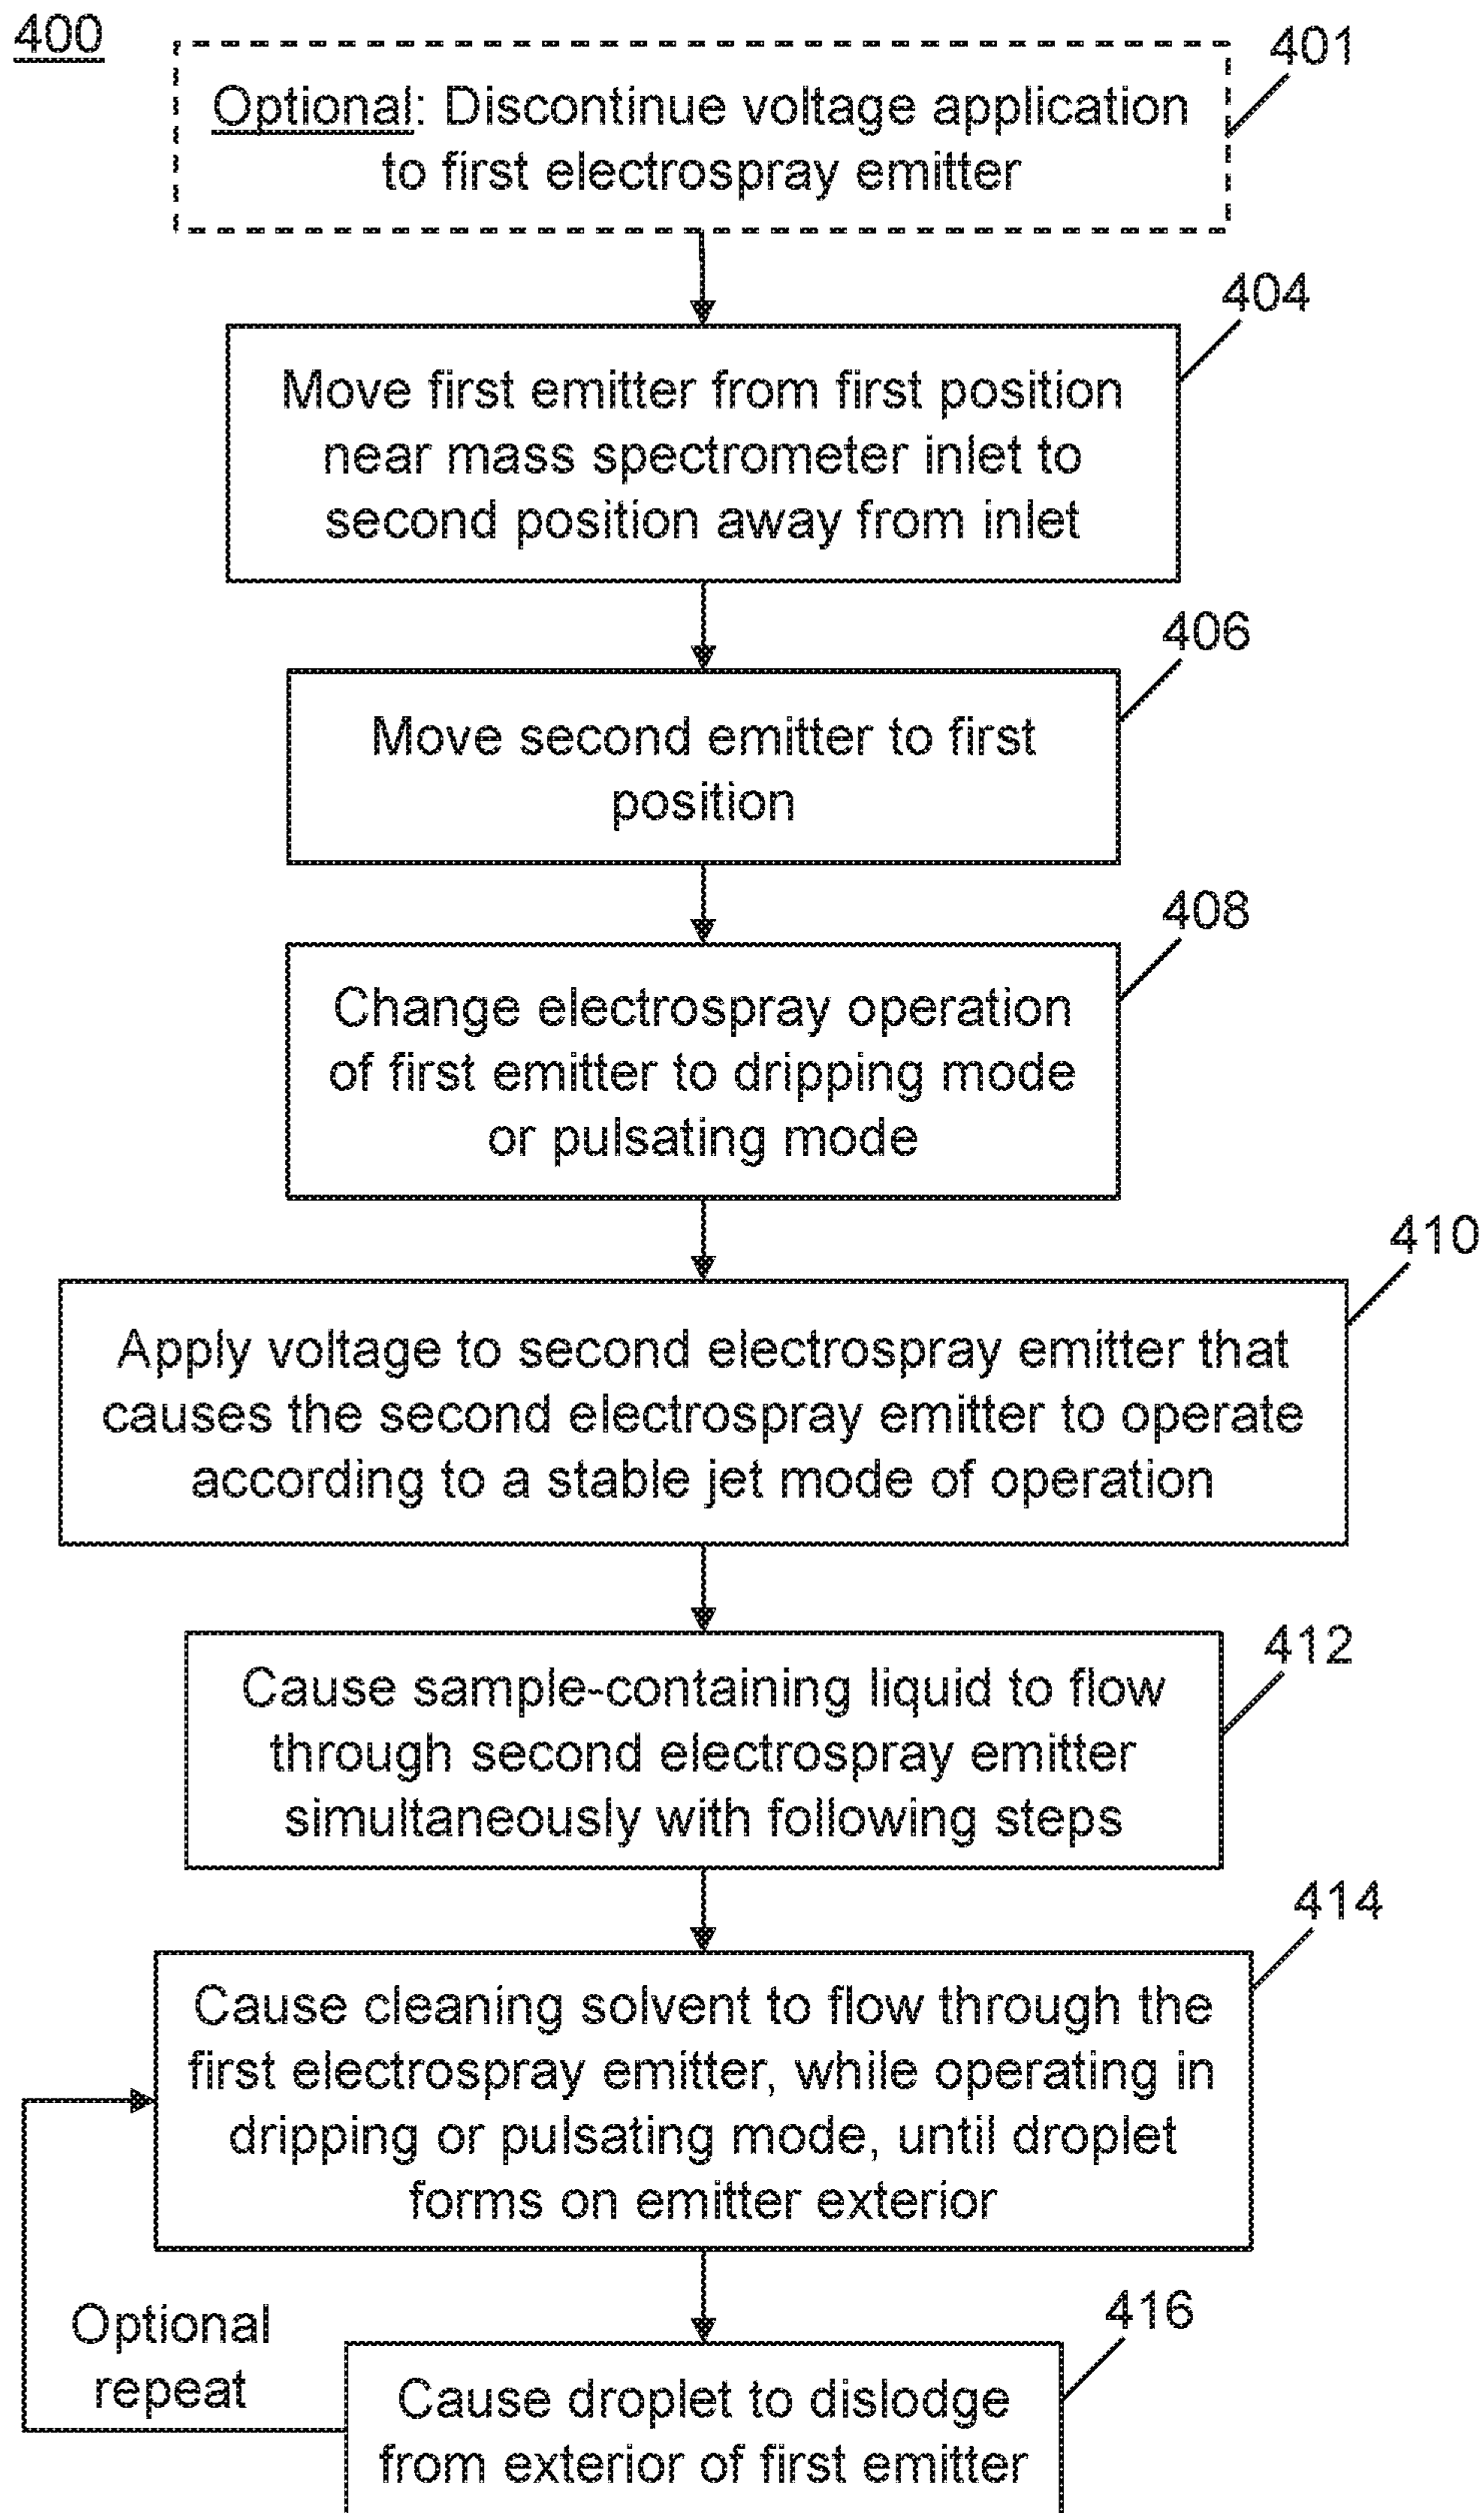 400
401
Optional: Discontinue voltage application
to first electrospray emitter
404
Move first emitter from first position
near mass spectrometer inlet to
second position away from inlet
406
Move second emitter to first
position
408
Change electrospray operation
of first emitter to dripping mode
or pulsating mode
410
Apply voltage to second electrospray emitter that
causes the second electrospray emitter to operate
according to a stable jet mode of operation
412
Cause sample-containing liquid to flow
through second electrospray emitter
simultaneously with following steps
414
Cause cleaning solvent to flow through the
first electrospray emitter, while operating in
dripping or pulsating mode, until droplet
forms on emitter exterior
Optional
repeat
416
Cause droplet to dislodge
from exterior of first emitter